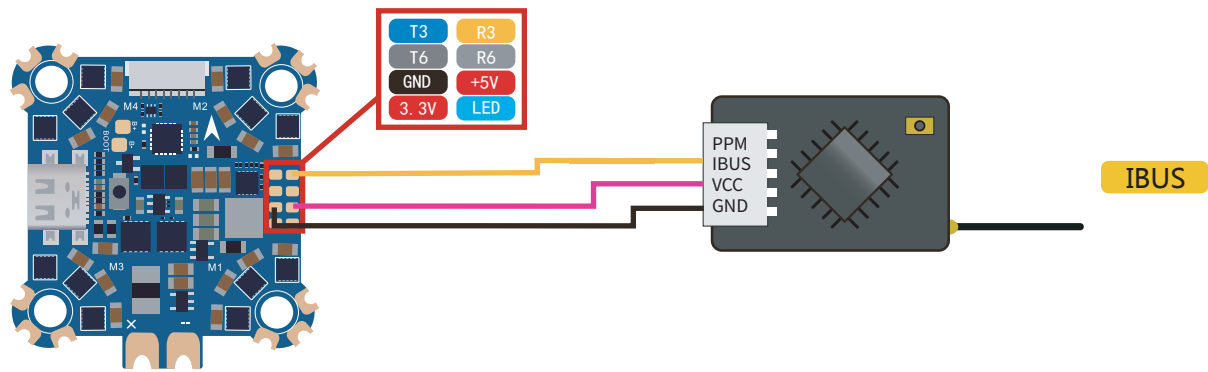 T3 R3
T6 R6
GND +5V
3.3V LED
M4 M2
B+
B-
BOOT
M3 M1
PPM
IBUS
VCC
GND
IBUS